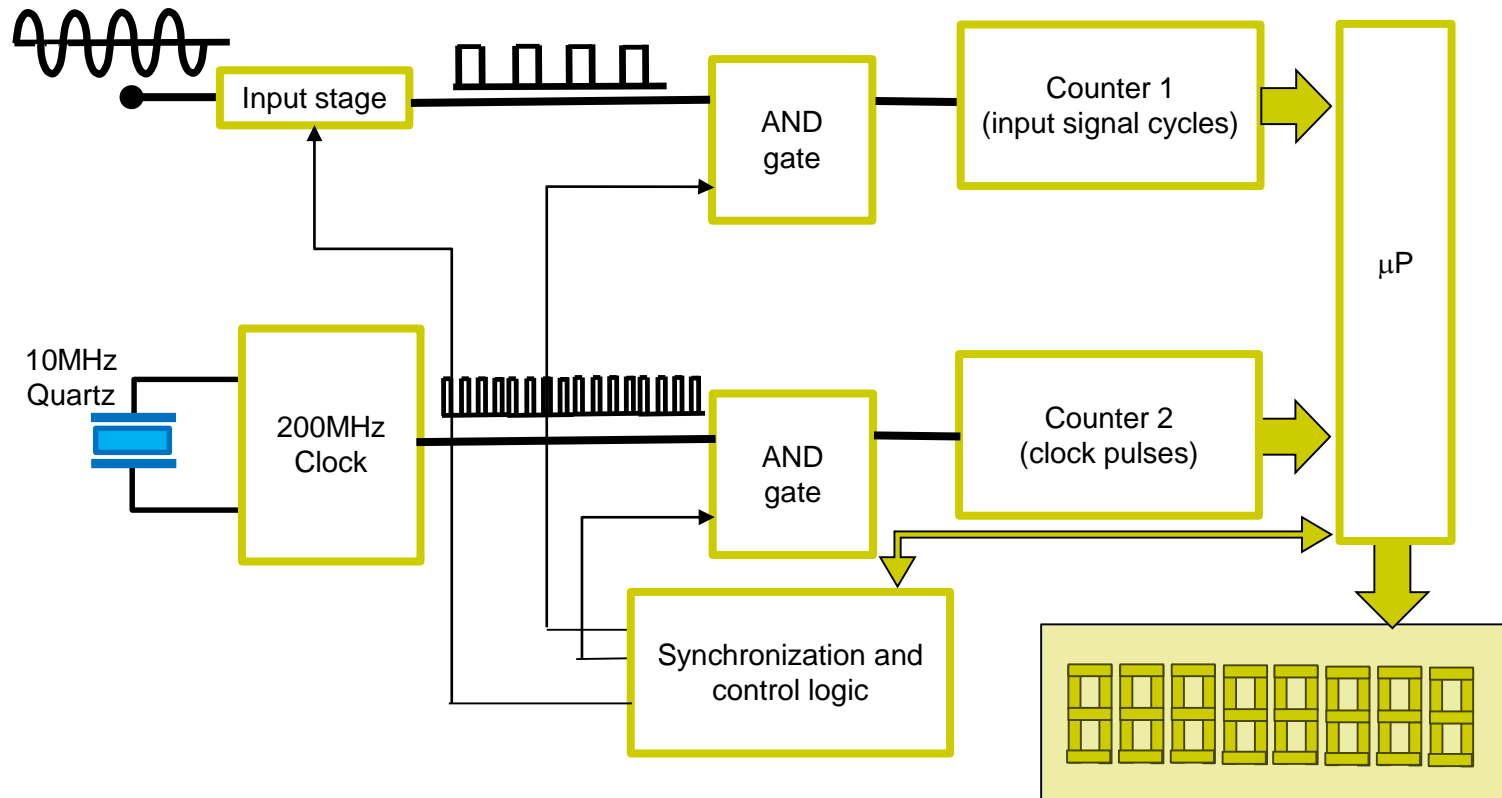 Input stage
AND
gate
Counter 1
(input signal cycles)
μP
10MHz
Quartz
200MHz
Clock
AND
gate
Counter 2
(clock pulses)
Synchronization and
control logic
88888888